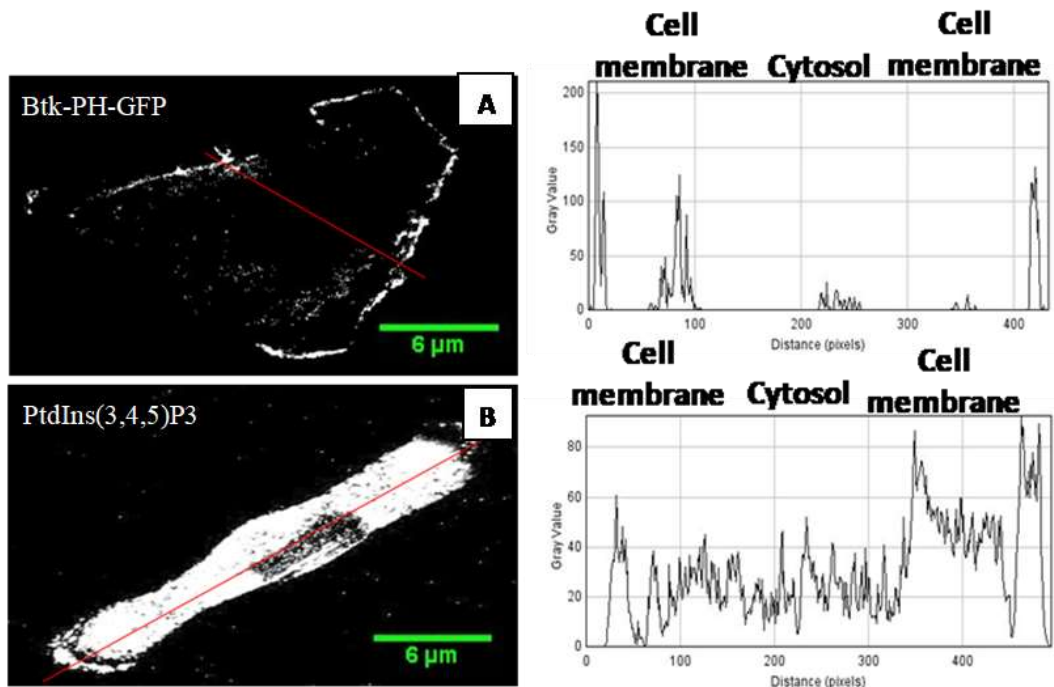 Btk-PH-GFP
A
6 µm
Cell
membrane
Cytosol
Cell
membrane
Gray Value
200
150
100
50
0
0 100 200 300 400
Distance (pixels)
PtdIns(3,4,5)P3
B
6 µm
Cell
membrane
Cytosol
Cell
membrane
Gray Value
80
60
40
20
0
0 100 200 300 400
Distance (pixels)